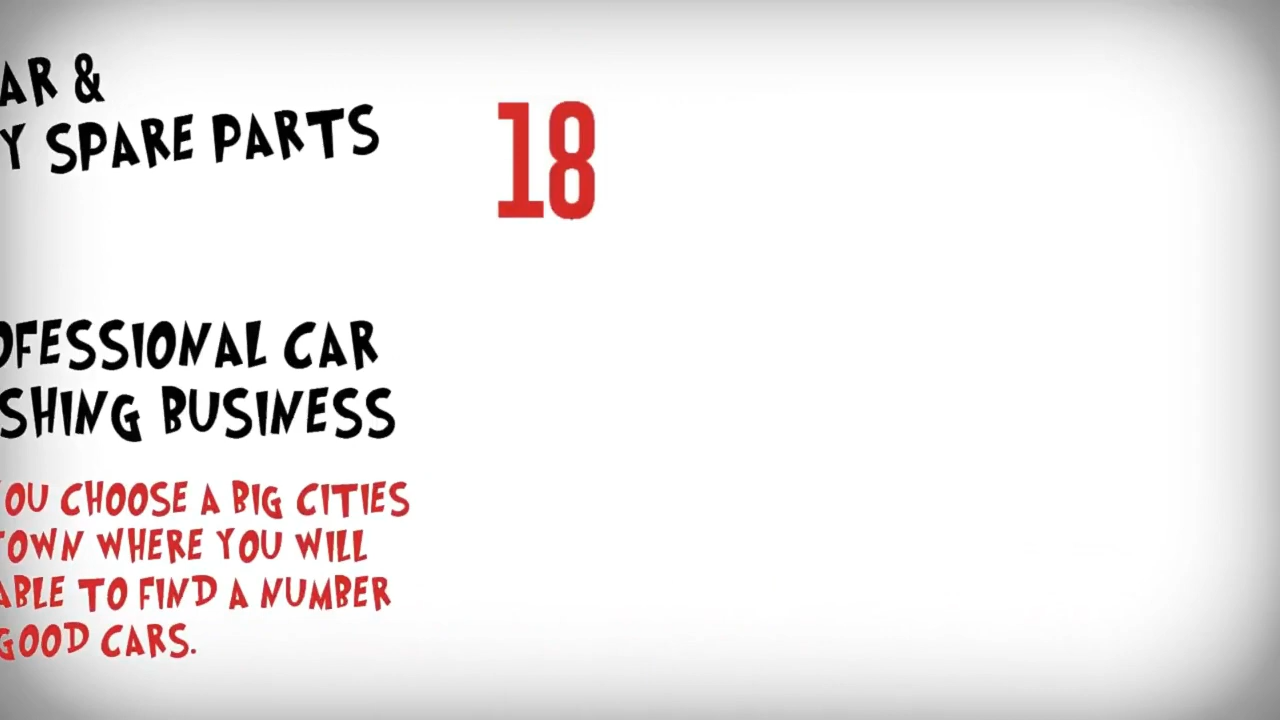 AR &
Y SPARE PARTS
18
OFESSIONAL CAR
SHING BUSINESS
YOU CHOOSE A BIG CITIES
TOWN WHERE YOU WILL
ABLE TO FIND A NUMBER
GOOD CARS.